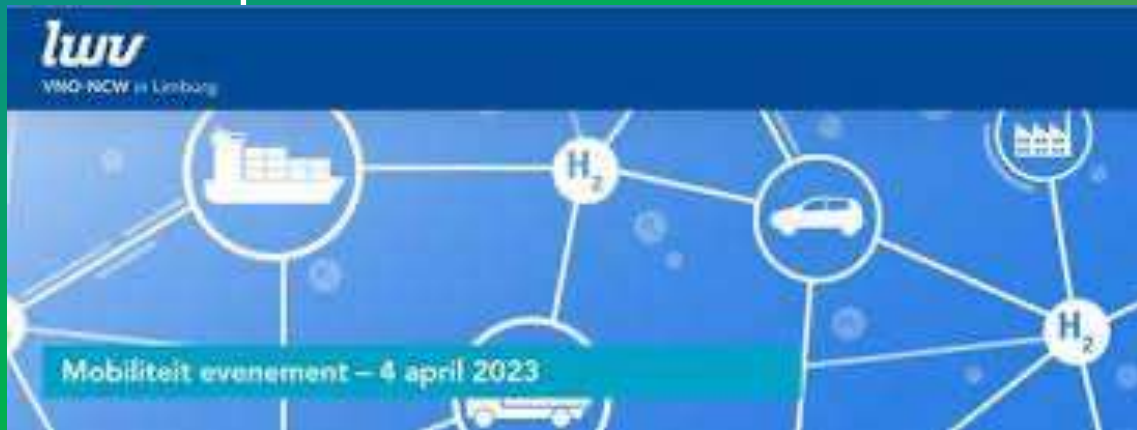 lwv
VNO-NCW in Limburg
H₂
H₂
Mobiliteit evenement – 4 april 2023